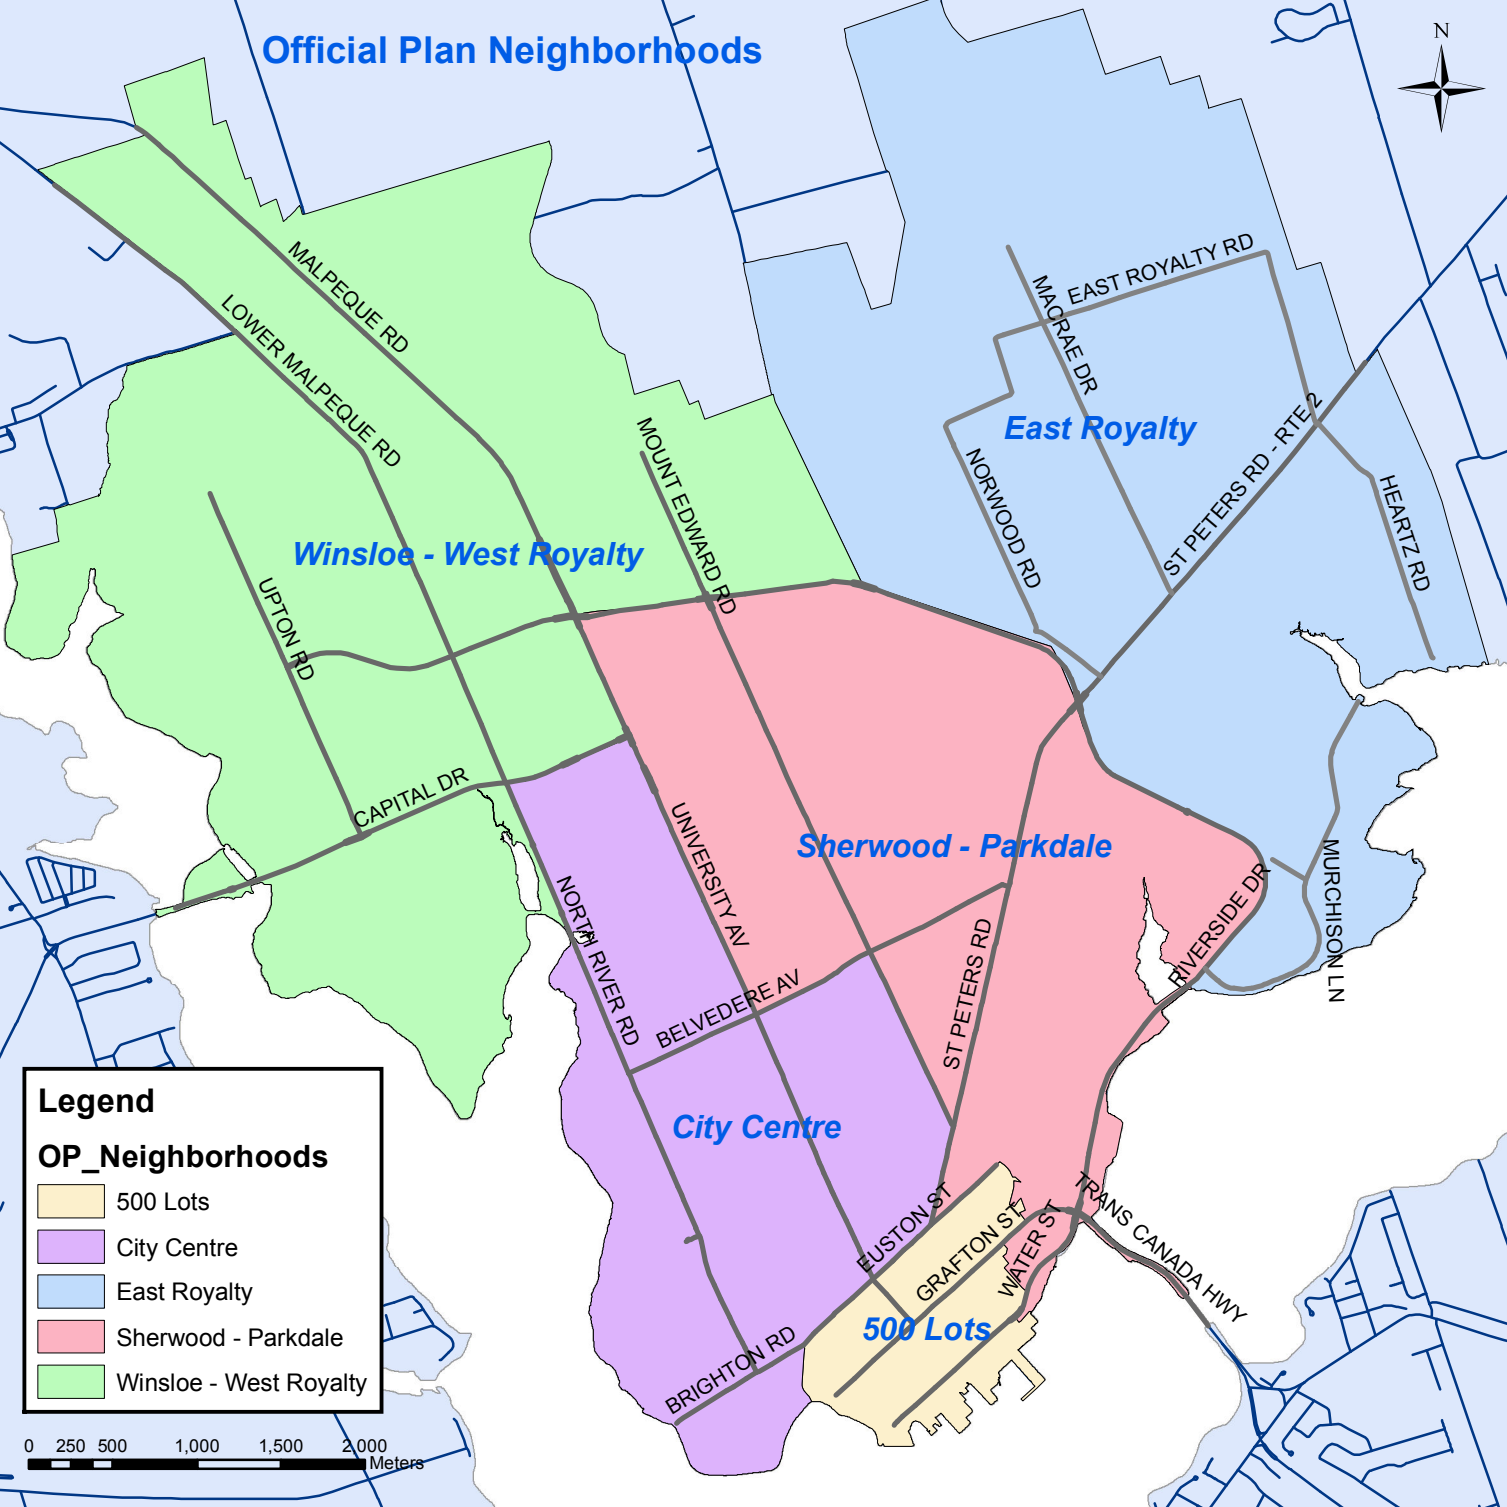 Official Plan Neighborhoods
N
MALPEQUE RD
LOWER MALPEQUE RD
EAST ROYALTY RD
MACRAE DR
East Royalty
ST PETERS RD - RTE 2
NORWOOD RD
HEARTZ RD
MOUNT EDWARD RD
Winsloe - West Royalty
UPTON RD
CAPITAL DR
UNIVERSITY AV
Sherwood - Parkdale
MURCHISON LN
RIVERSIDE DR
NORTH RIVER RD
BELVEDERE AV
ST PETERS RD
City Centre
EUSTON ST
GRAFTON ST
WATER ST
TRANS CANADA HWY
500 Lots
BRIGHTON RD
Legend
OP_Neighborhoods
500 Lots
City Centre
East Royalty
Sherwood - Parkdale
Winsloe - West Royalty
0 250 500 1,000 1,500 2,000
Meters